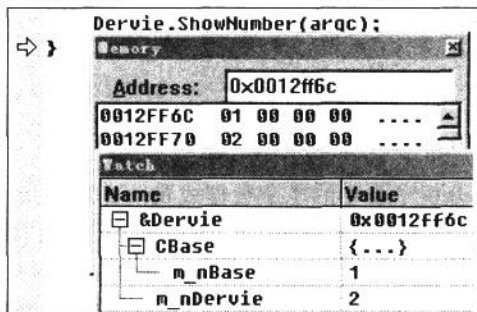 Dervie.ShowNumber(argc);
}
Memory
Address: 0x0012ff6c
0012FF6C 01 00 00 00 ....
0012FF70 02 00 00 00 ....
Watch
Name Value
&Dervie 0x0012ff6c
CBase {...}
m_nBase 1
m_nDervie 2